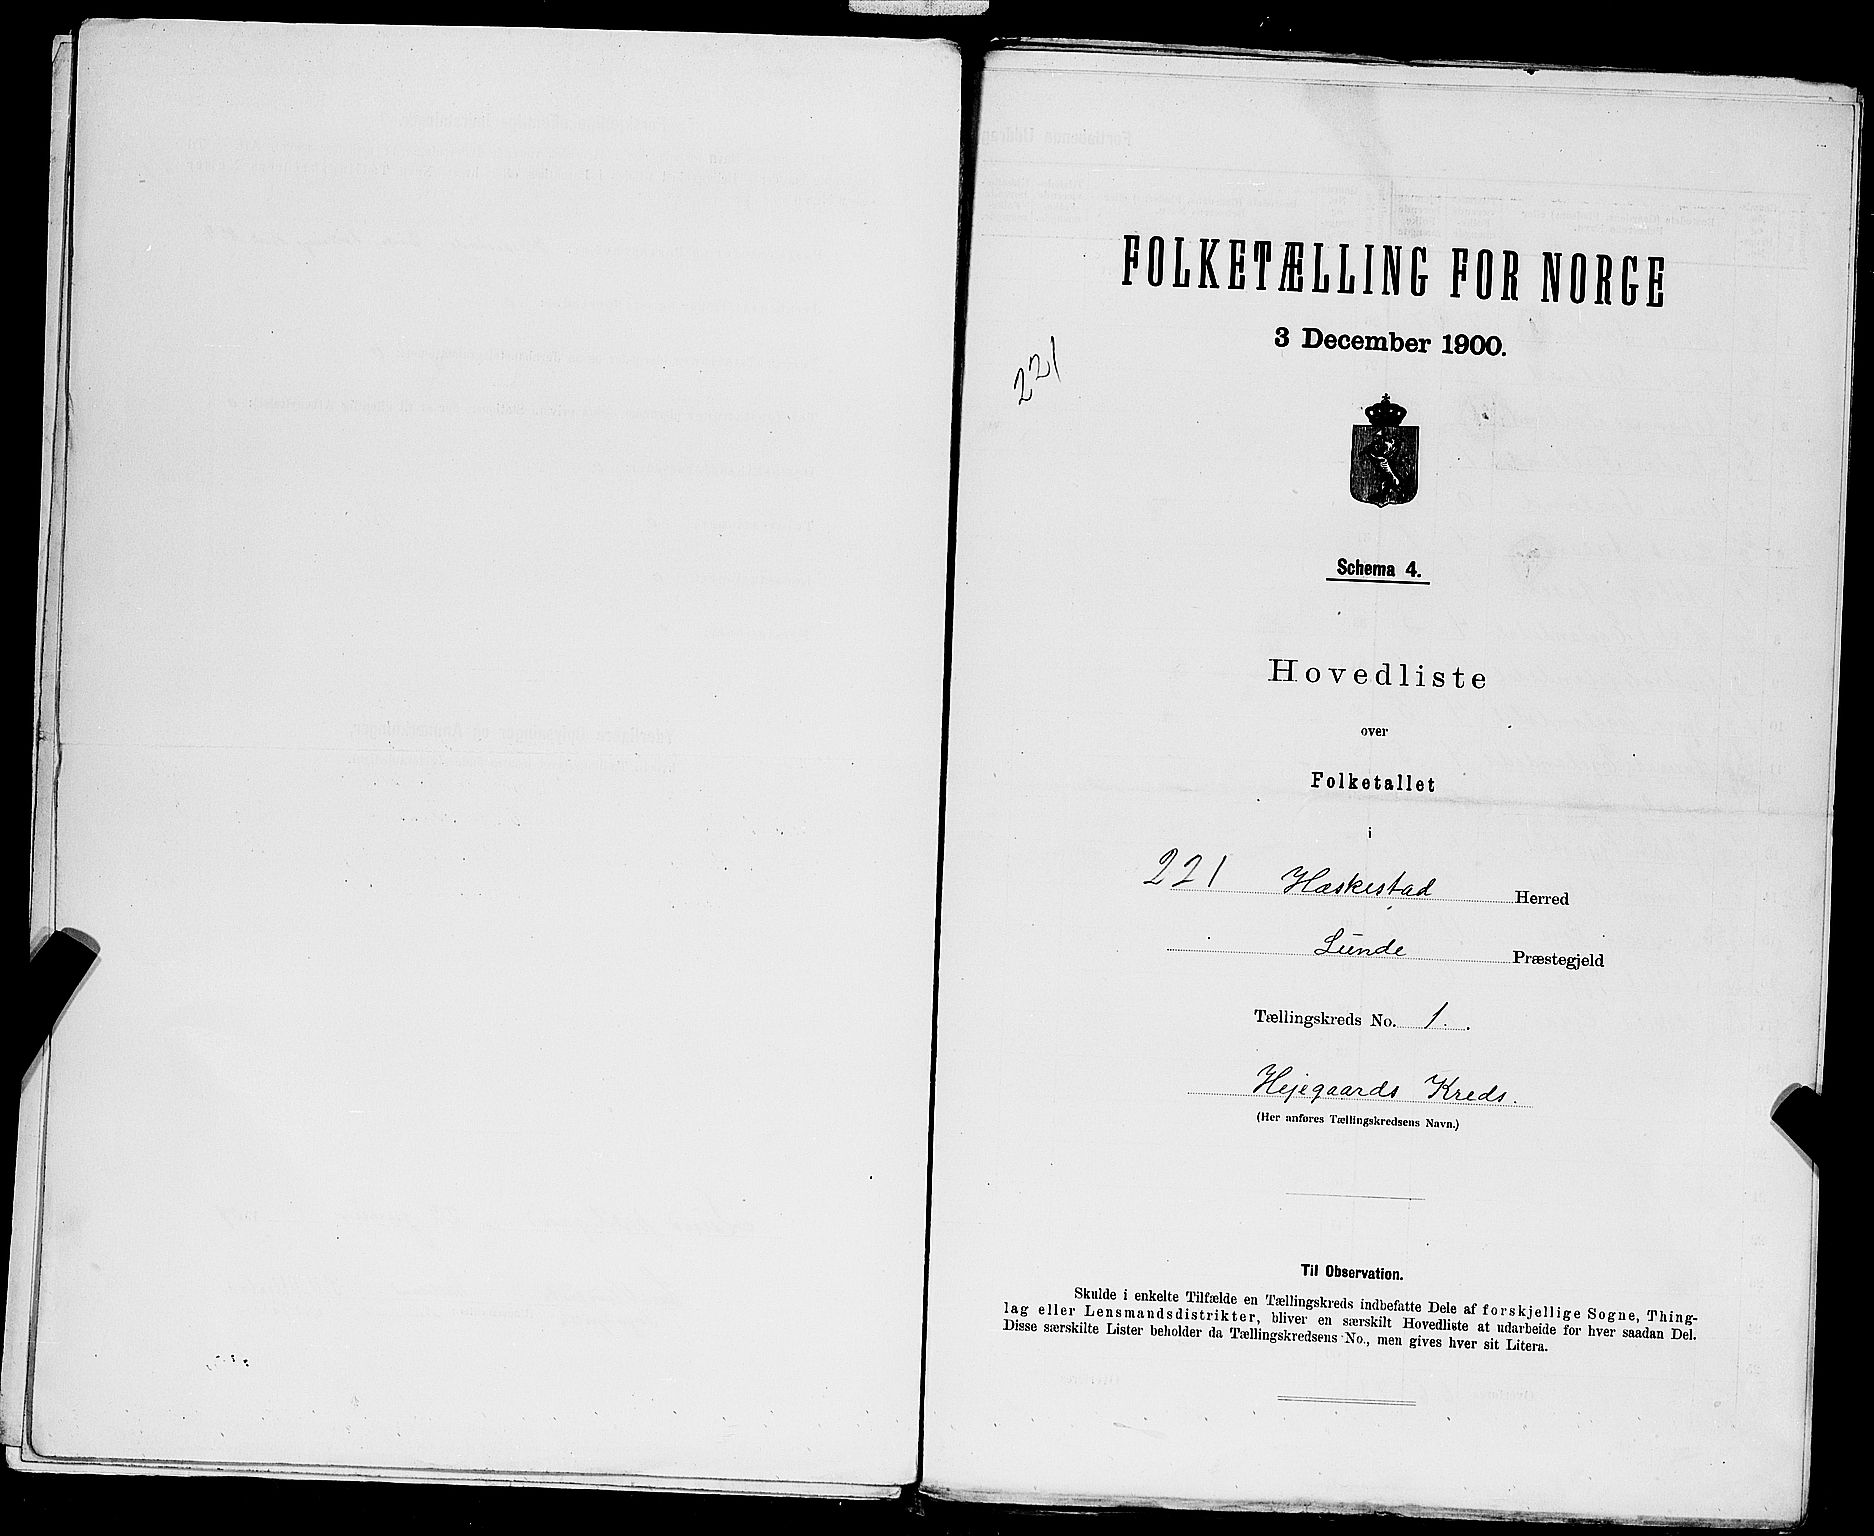 FOLKETÆLLING FOR NORGE
3 December 1900.
221
Schema 4.
Hovedliste
over
Folketallet
i
221 Hæskestad Herred
Lunde Præstegjeld
Tællingskreds No. 1.
Hejegaards Kreds.
(Her anføres Tællingskredsens Navn.)
Til Observation.
Skulde i enkelte Tilfælde en Tællingskreds indbefatte Dele af forskjellige Sogne, Thing-
lag eller Lensmandsdistrikter, bliver en særskilt Hovedliste at udarbeide for hver saadan Del.
Disse særskilte Lister beholder da Tællingskredsens No., men gives hver sit Litera.